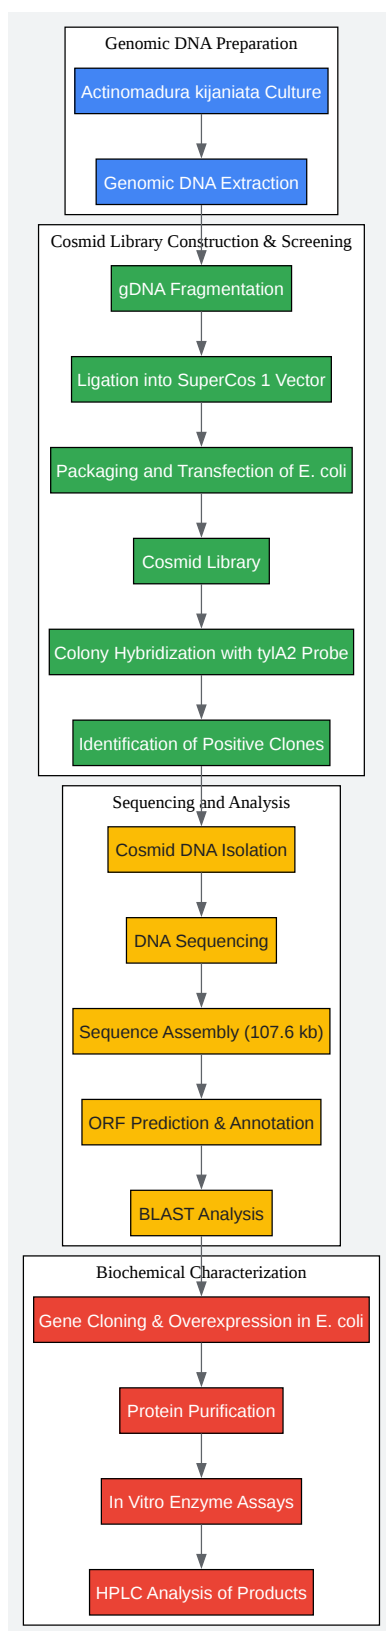 Genomic DNA Preparation
Actinomadura kijaniata Culture
Genomic DNA Extraction
Cosmid Library Construction & Screening
gDNA Fragmentation
Ligation into SuperCos 1 Vector
Packaging and Transfection of E. coli
Cosmid Library
Colony Hybridization with tylA2 Probe
Identification of Positive Clones
Sequencing and Analysis
Cosmid DNA Isolation
DNA Sequencing
Sequence Assembly (107.6 kb)
ORF Prediction & Annotation
BLAST Analysis
Biochemical Characterization
Gene Cloning & Overexpression in E. coli
Protein Purification
In Vitro Enzyme Assays
HPLC Analysis of Products